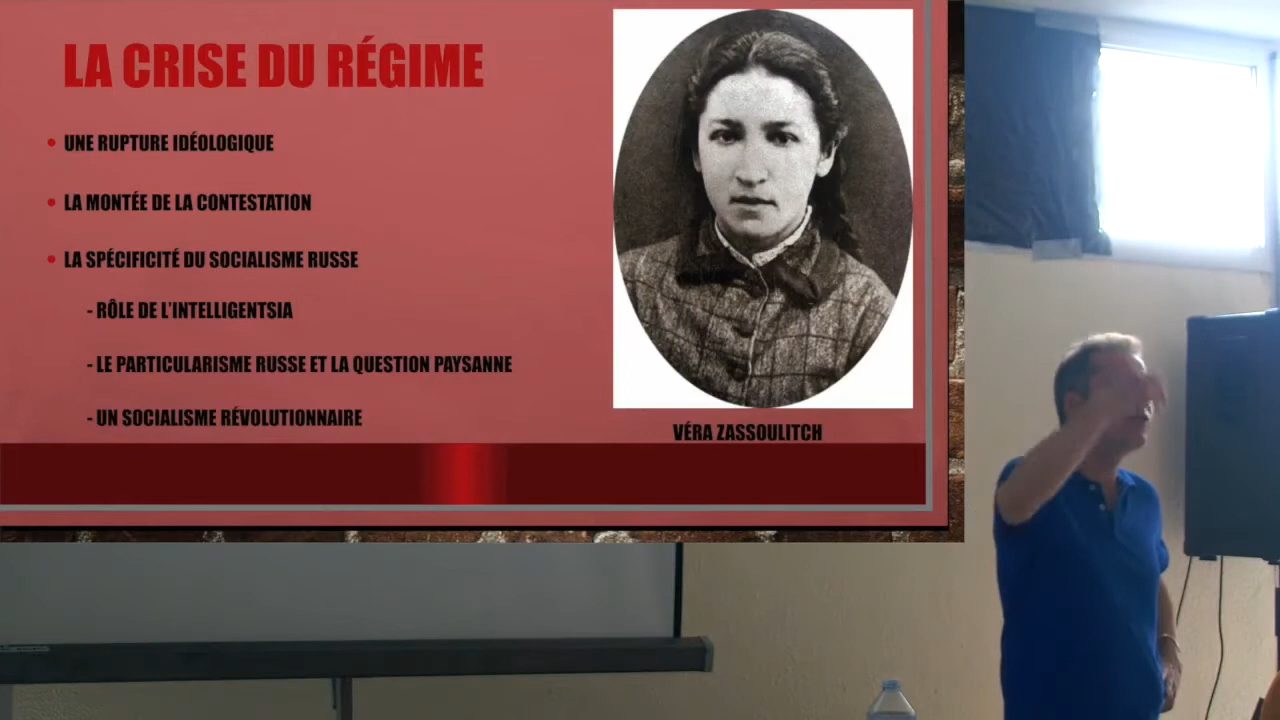 LA CRISE DU RÉGIME
• UNE RUPTURE IDÉOLOGIQUE
• LA MONTÉE DE LA CONTESTATION
• LA SPÉCIFICITÉ DU SOCIALISME RUSSE
- RÔLE DE L'INTELLIGENTSIA
- LE PARTICULARISME RUSSE ET LA QUESTION PAYSANNE
- UN SOCIALISME RÉVOLUTIONNAIRE
VÉRA ZASSOULITCH